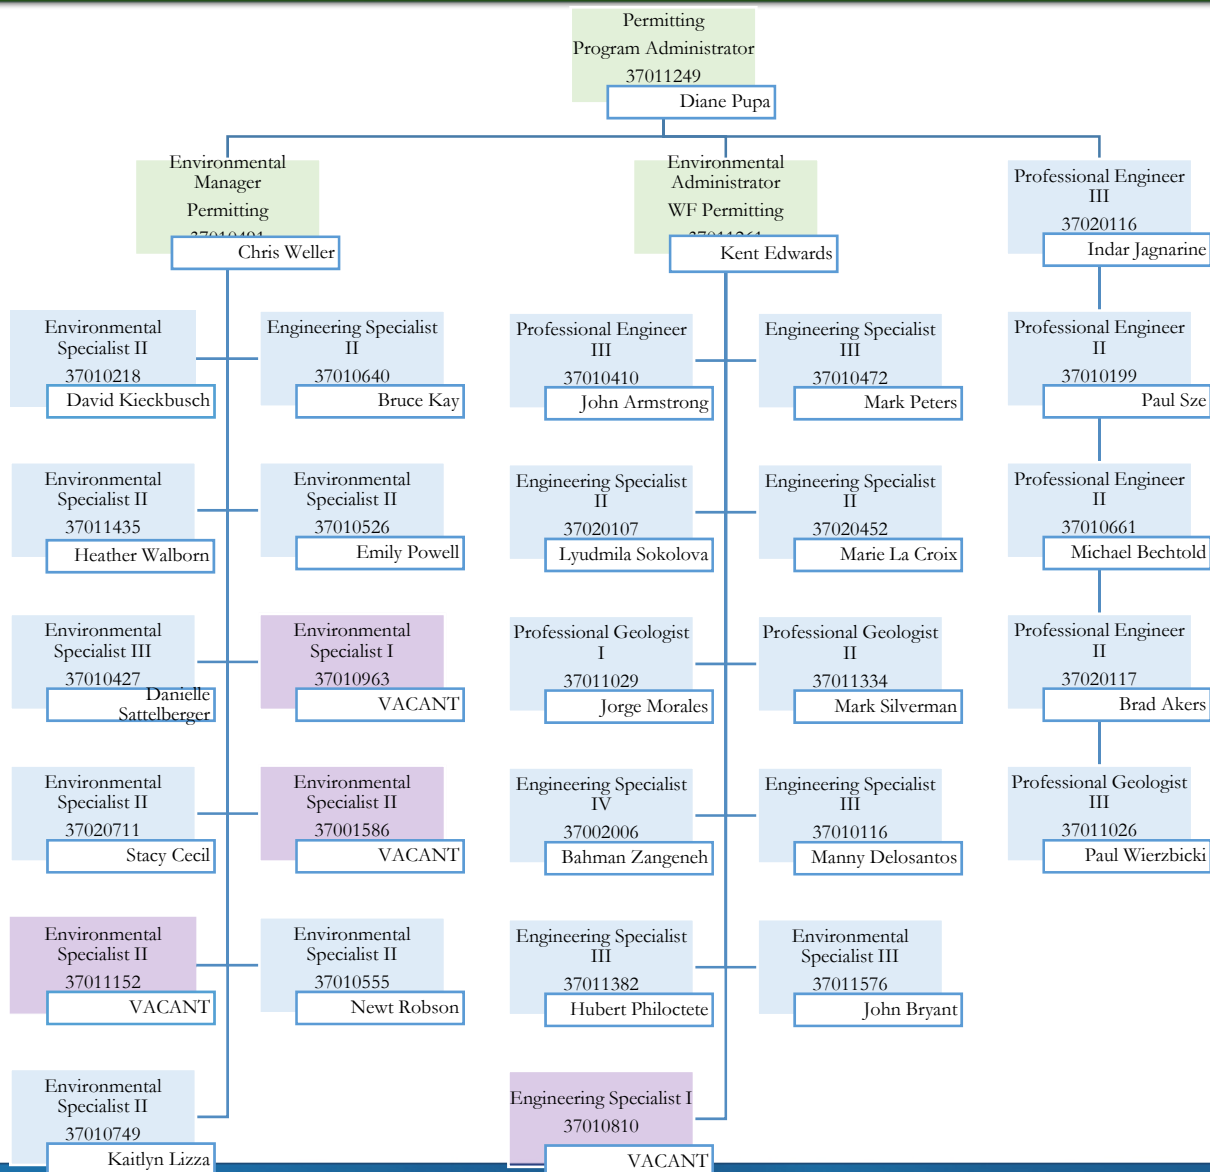 Permitting
Program Administrator
37011249
Diane Pupa
Environmental
Manager
Permitting
37010491
Chris Weller
Environmental
Administrator
WF Permitting
37011261
Kent Edwards
Professional Engineer
III
37020116
Indar Jagnarine
Environmental
Specialist II
37010218
David Kieckbusch
Engineering Specialist
II
37010640
Bruce Kay
Professional Engineer
III
37010410
John Armstrong
Engineering Specialist
III
37010472
Mark Peters
Professional Engineer
II
37010199
Paul Sze
Environmental
Specialist II
37011435
Heather Walborn
Environmental
Specialist II
37010526
Emily Powell
Engineering Specialist
II
37020107
Lyudmila Sokolova
Engineering Specialist
II
37020452
Marie La Croix
Professional Engineer
II
37010661
Michael Bechtold
Environmental
Specialist III
37010427
Danielle
Sattelberger
Environmental
Specialist I
37010963
VACANT
Professional Geologist
I
37011029
Jorge Morales
Professional Geologist
II
37011334
Mark Silverman
Professional Engineer
II
37020117
Brad Akers
Environmental
Specialist II
37020711
Stacy Cecil
Environmental
Specialist II
37001586
VACANT
Engineering Specialist
IV
37002006
Bahman Zangeneh
Engineering Specialist
III
37010116
Manny Delosantos
Professional Geologist
III
37011026
Paul Wierzbicki
Environmental
Specialist II
37011152
VACANT
Environmental
Specialist II
37010555
Newt Robson
Engineering Specialist
III
37011382
Hubert Philoctete
Environmental
Specialist III
37011576
John Bryant
Environmental
Specialist II
37010749
Kaitlyn Lizza
Engineering Specialist I
37010810
VACANT